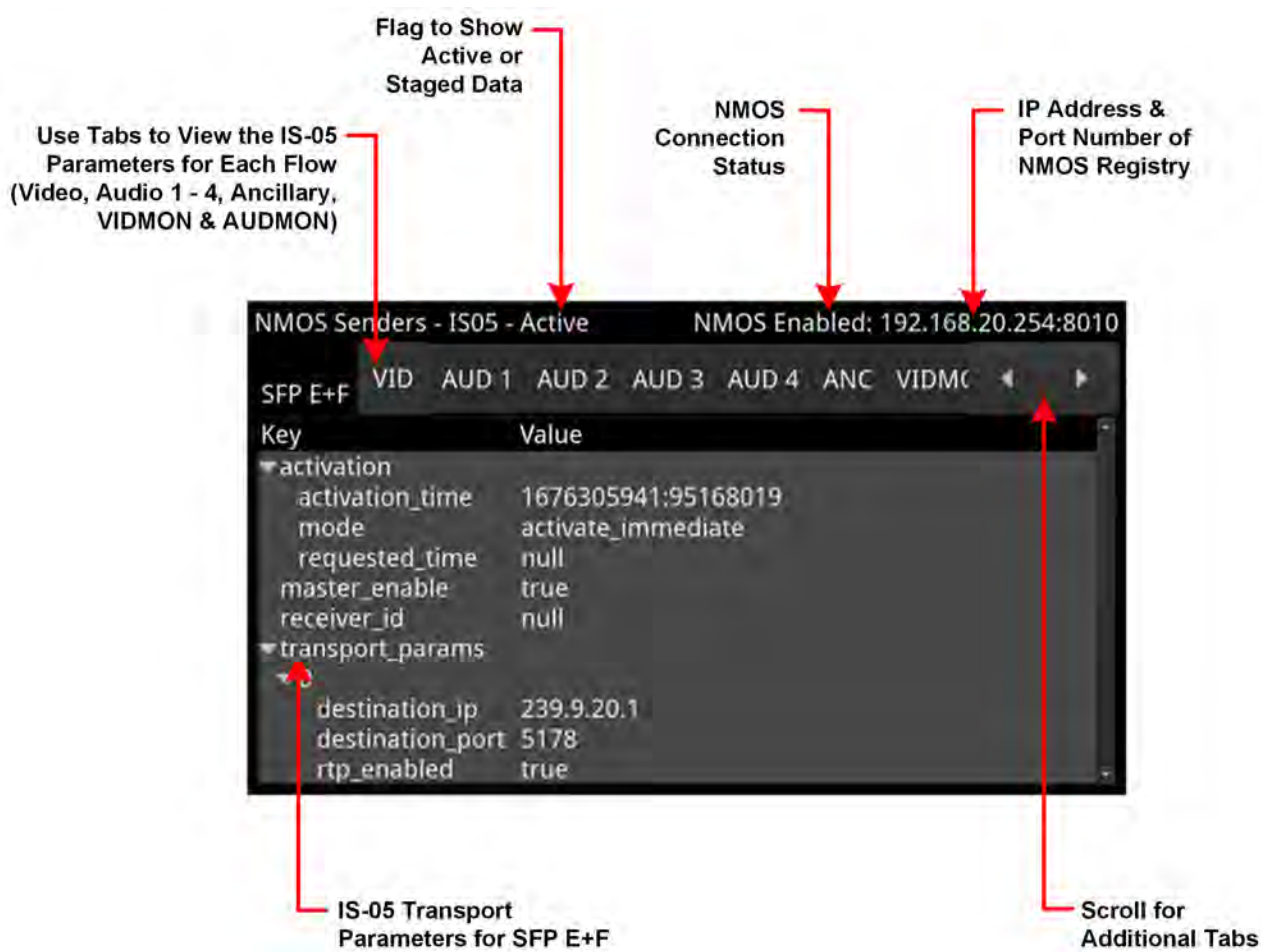 Flag to Show
Active or
Staged Data
NMOS
Connection
Status
IP Address &
Port Number of
NMOS Registry
Use Tabs to View the IS-05
Parameters for Each Flow
(Video, Audio 1 - 4, Ancillary,
VIDMON & AUDMON)
NMOS Senders - IS05 - Active NMOS Enabled: 192.168.20.254:8010
SFP E+F VID AUD 1 AUD 2 AUD 3 AUD 4 ANC VIDM
Key Value
activation
activation_time 1676305941:95168019
mode activate_immediate
requested_time null
master_enable true
receiver_id null
transport_params
destination_ip 239.9.20.1
destination_port 5178
rtp_enabled true
IS-05 Transport
Parameters for SFP E+F
Scroll for
Additional Tabs